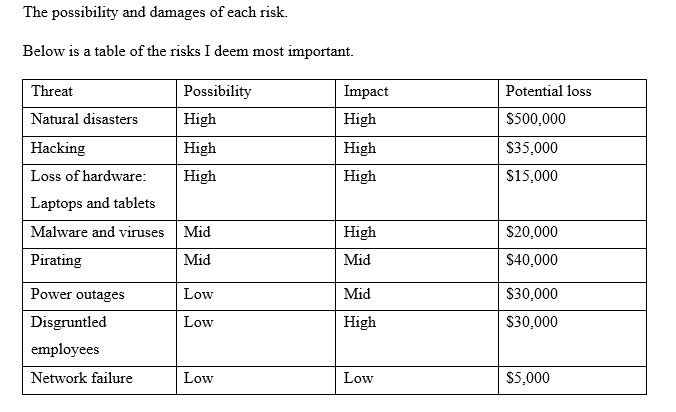 The possibility and damages of each risk.
Below is a table of the risks I deem most important.
Threat Possibility Impact Potential loss
Natural disasters High High $500,000
Hacking High High $35,000
Loss of hardware: High High $15,000
Laptops and tablets
Malware and viruses Mid High $20,000
Pirating Mid Mid $40,000
Power outages Low Mid $30,000
Disgruntled Low High $30,000
employees
Network failure Low Low $5,000